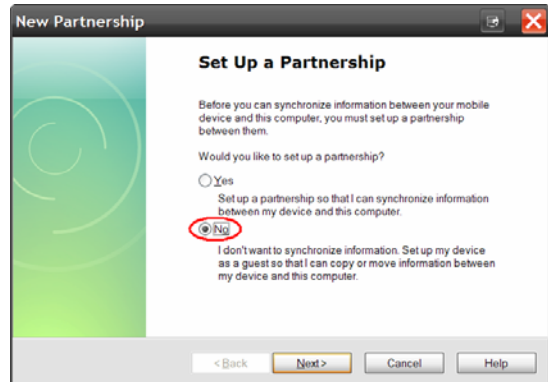 New Partnership
Set Up a Partnership
Before you can synchronize information between your mobile
device and this computer, you must set up a partnership
between them.
Would you like to set up a partnership?
Yes
Set up a partnership so that I can synchronize information
between my device and this computer.
No
I don't want to synchronize information. Set up my device
as a guest so that I can copy or move information between
my device and this computer.
< Back Next > Cancel Help